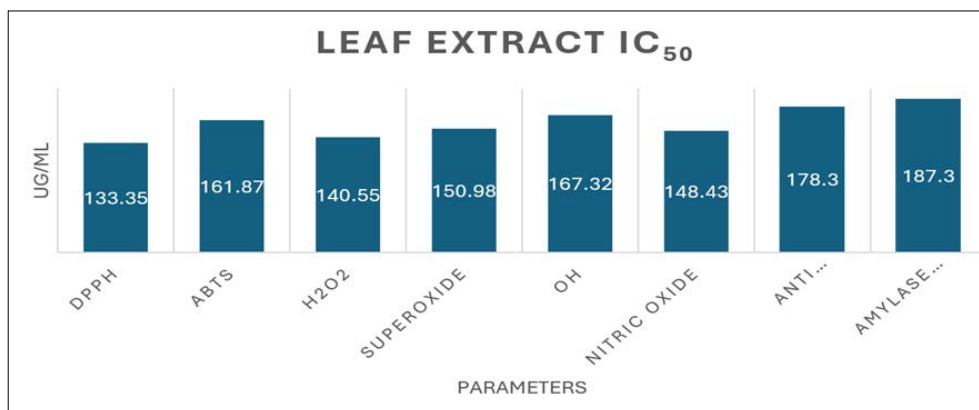 LEAF EXTRACT IC50
UG/ML
133.35
161.87
140.55
150.98
167.32
148.43
178.3
187.3
DPPH
ABTS
H2O2
SUPEROXIDE
OH
NITRIC OXIDE
ANTI...
AMYLASE...
PARAMETERS